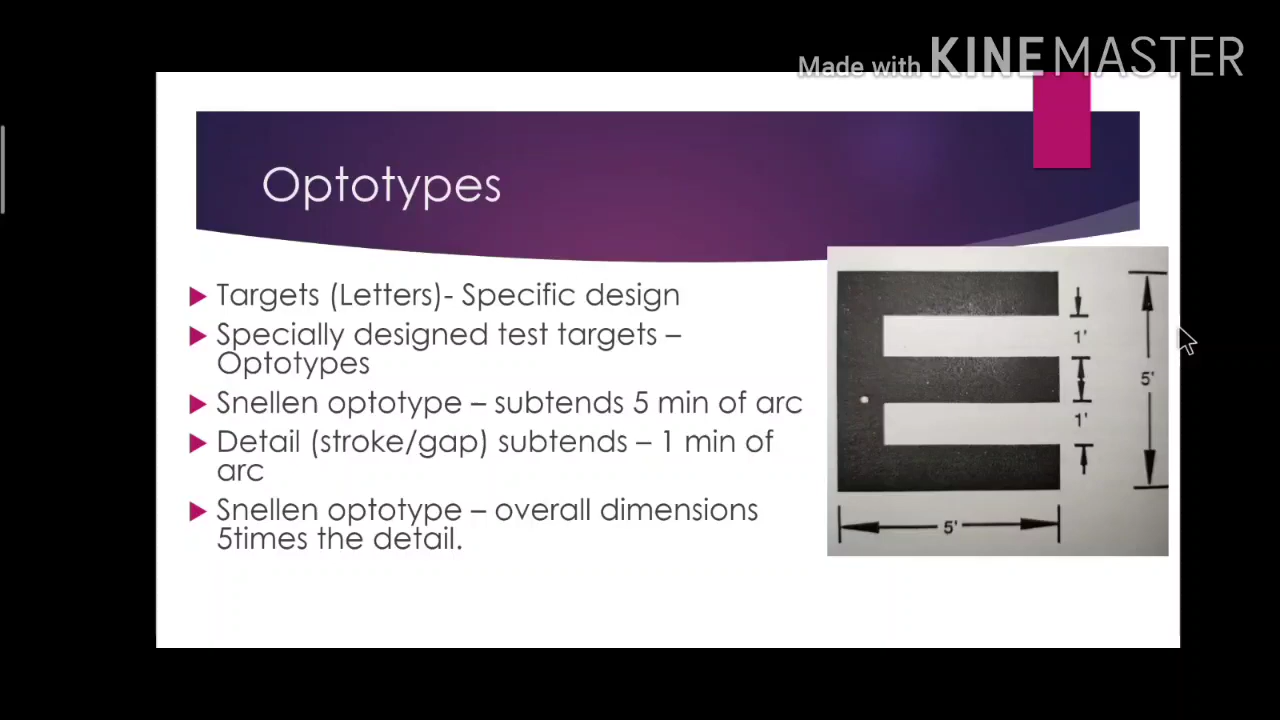 Made with KINEMASTER
Optotypes
Targets (Letters)- Specific design
Specially designed test targets –
Optotypes
Snellen optotype – subtends 5 min of arc
Detail (stroke/gap) subtends – 1 min of
arc
Snellen optotype – overall dimensions
5times the detail.
1'
5'
1'
5'